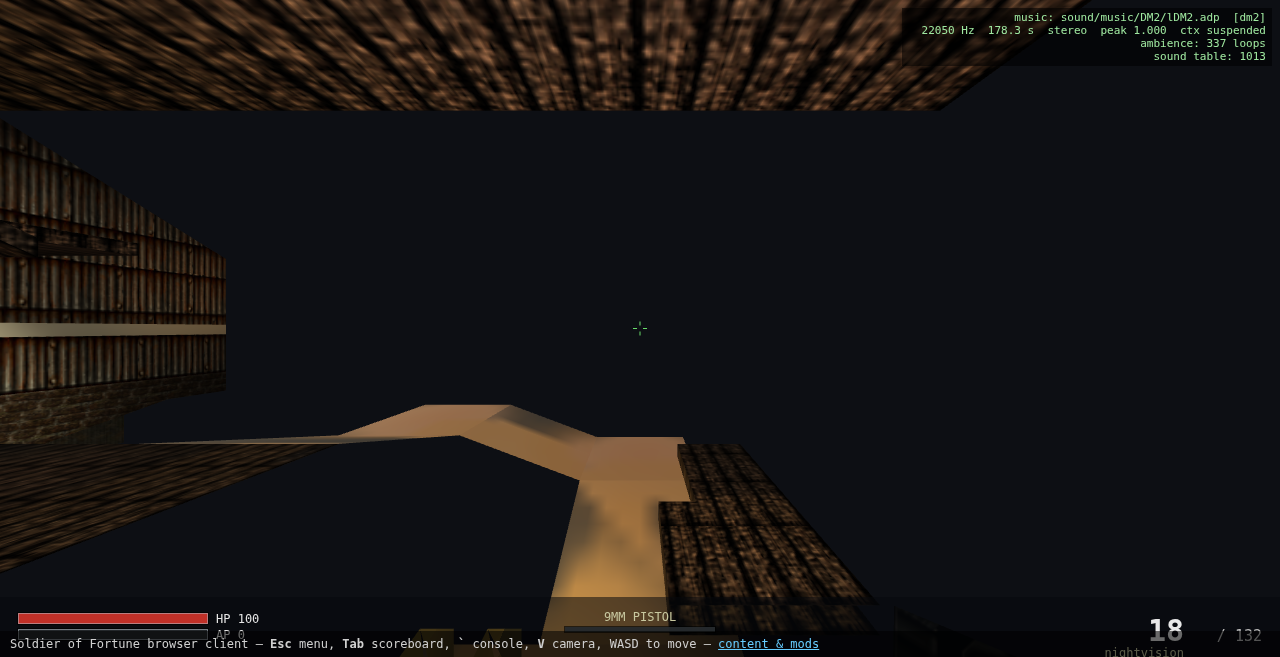 music: sound/music/DM2/lDM2.adp  [dm2]
22050 Hz  178.3 s  stereo  peak 1.000  ctx suspended
ambience: 337 loops
sound table: 1013
9MM PISTOL
HP 100
AP 0
18 / 132
Soldier of Fortune browser client — Esc menu, Tab scoreboard, ` console, V camera, WASD to move — content & mods
nightvision